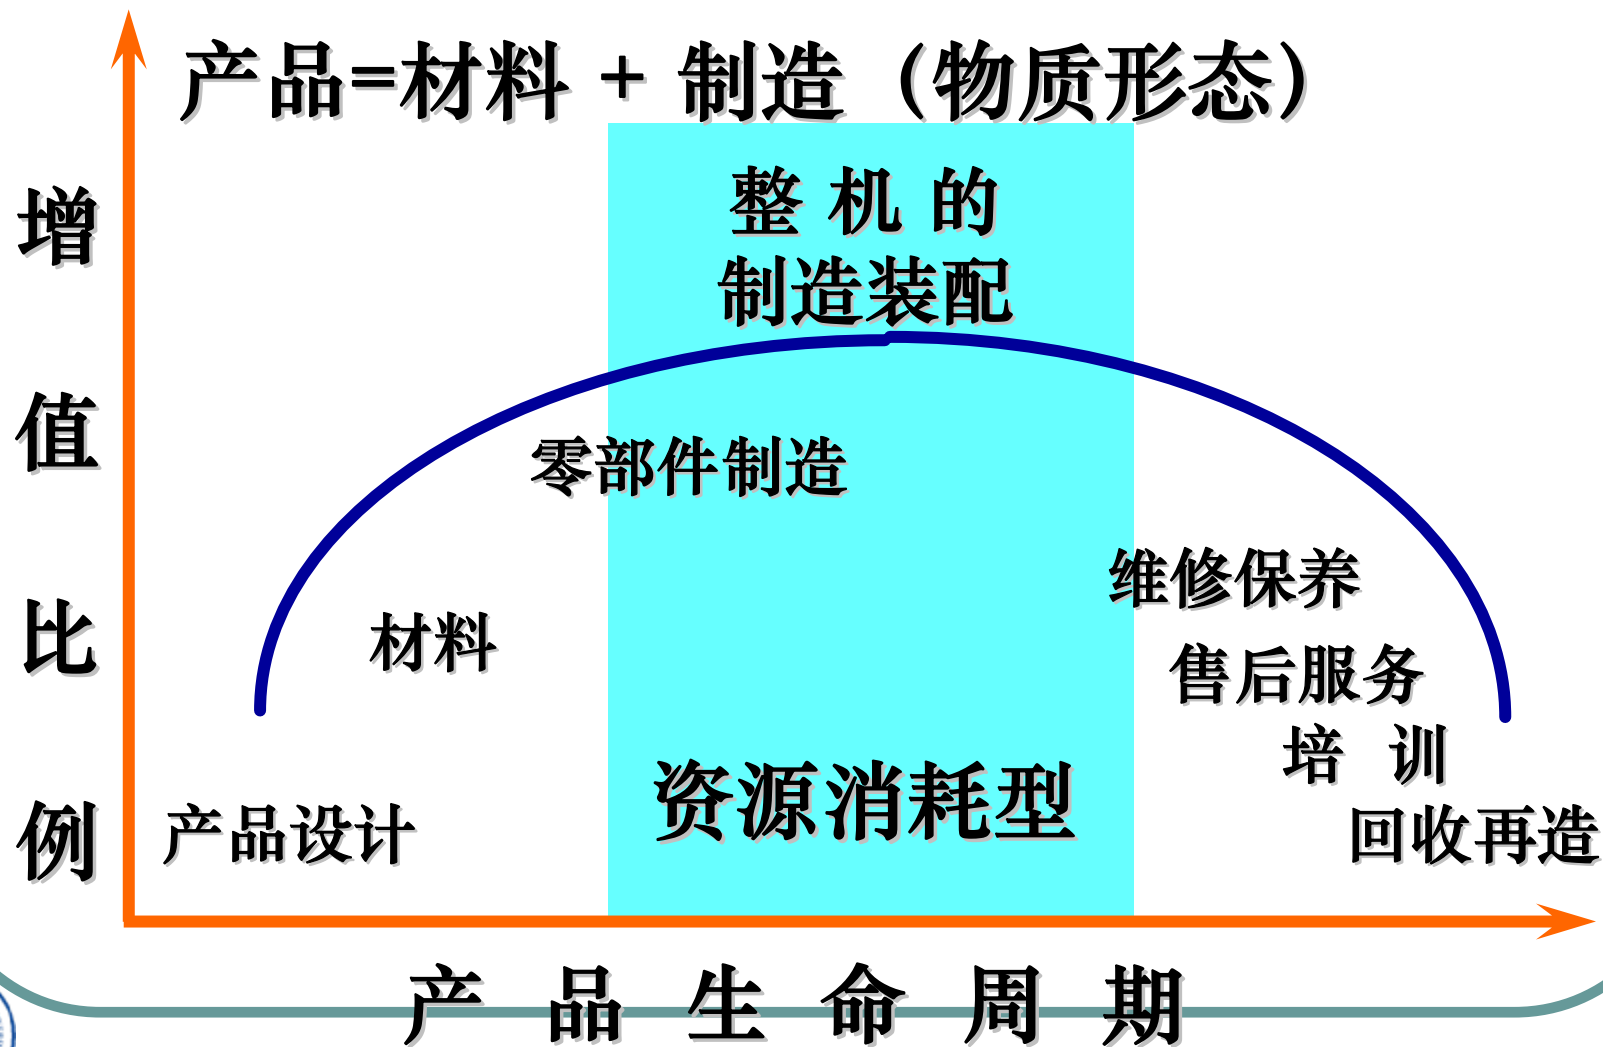 产品=材料 + 制造（物质形态）
增值比例
整机的
制造装配
零部件制造
维修保养
材料
售后服务
培 训
资源消耗型
产品设计
回收再造
产品生命周期